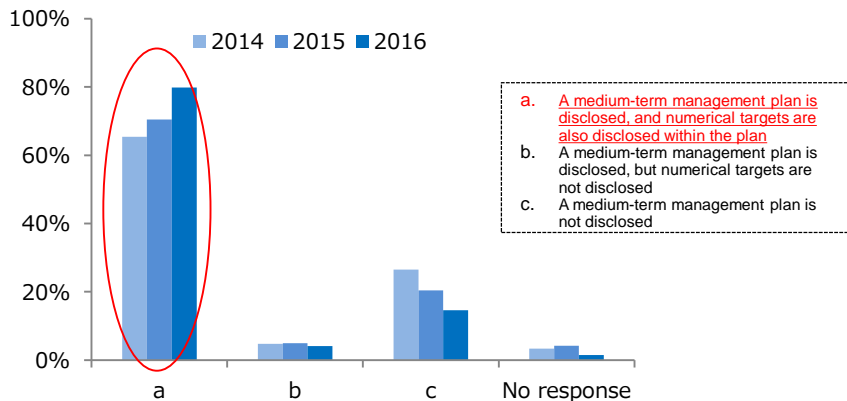 100%
80%
60%
40%
20%
0%
2014 2015 2016
a b c No response
a. A medium-term management plan is
disclosed, and numerical targets are
also disclosed within the plan
b. A medium-term management plan is
disclosed, but numerical targets are
not disclosed
c. A medium-term management plan is
not disclosed